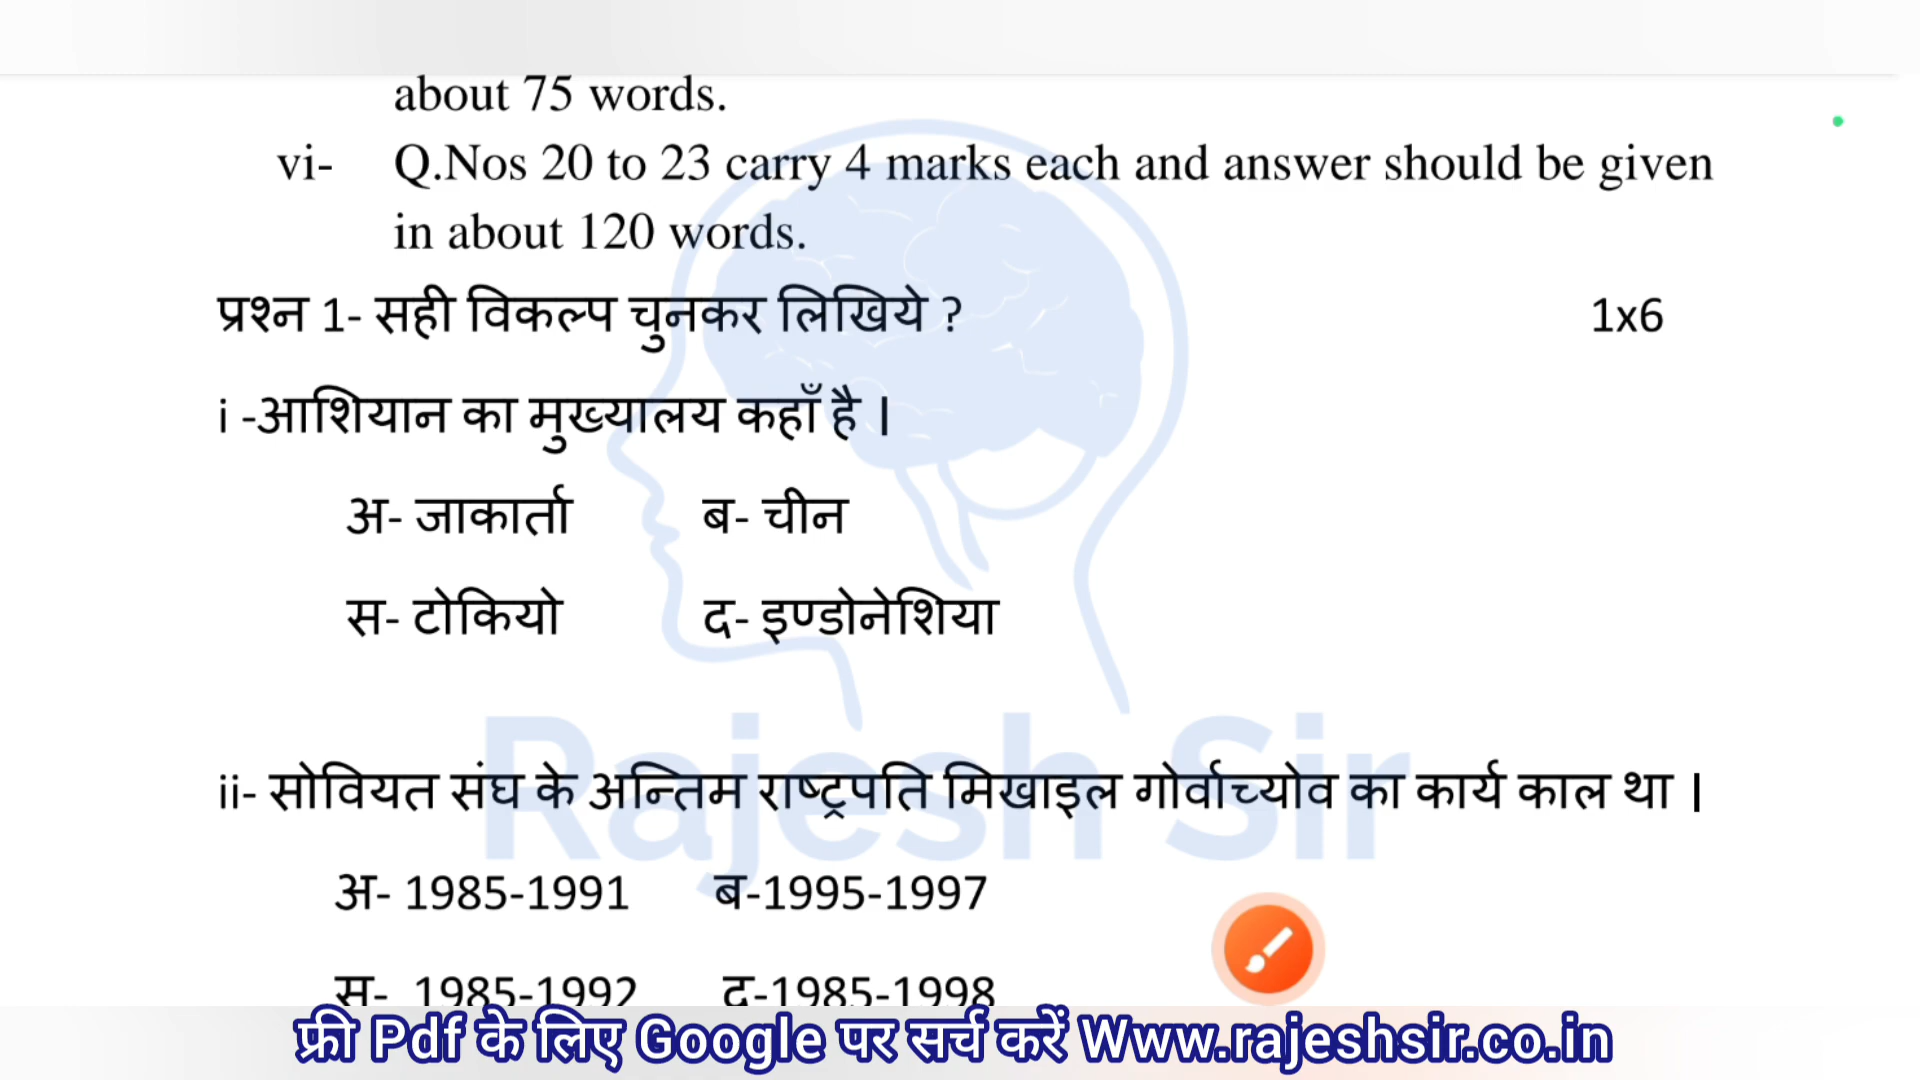 about 75 words.
vi- Q.Nos 20 to 23 carry 4 marks each and answer should be given
in about 120 words.
प्रश्न 1- सही विकल्प चुनकर लिखिये ? 1x6
i -आशियान का मुख्यालय कहाँ है ।
अ- जाकार्ता ब- चीन
स- टोकियो द- इण्डोनेशिया
Rajesh Sir
ii- सोवियत संघ के अन्तिम राष्ट्रपति मिखाइल गोर्वाच्योव का कार्य काल था ।
अ- 1985-1991 ब-1995-1997
स- 1985-1992 द-1985-1998
फ्री Pdf के लिए Google पर सर्च करें Www.rajeshsir.co.in